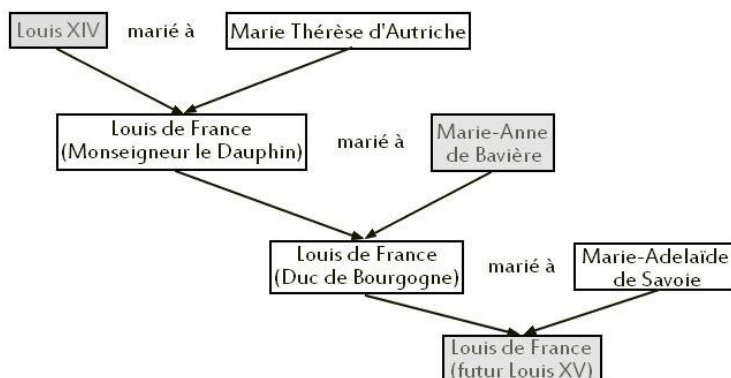 Louis XIV marié à Marie Thérèse d'Autriche
Louis de France
(Monseigneur le Dauphin)
marié à
Marie-Anne
de Bavière
Louis de France
(Duc de Bourgogne)
marié à
Marie-Adelaïde
de Savoie
Louis de France
(futur Louis XV)